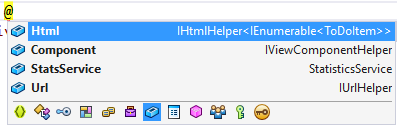 @
Html IHtmlHelper<IEnumerable<ToDoItem>>
Component IViewComponentHelper
StatsService StatisticsService
Url IUrlHelper